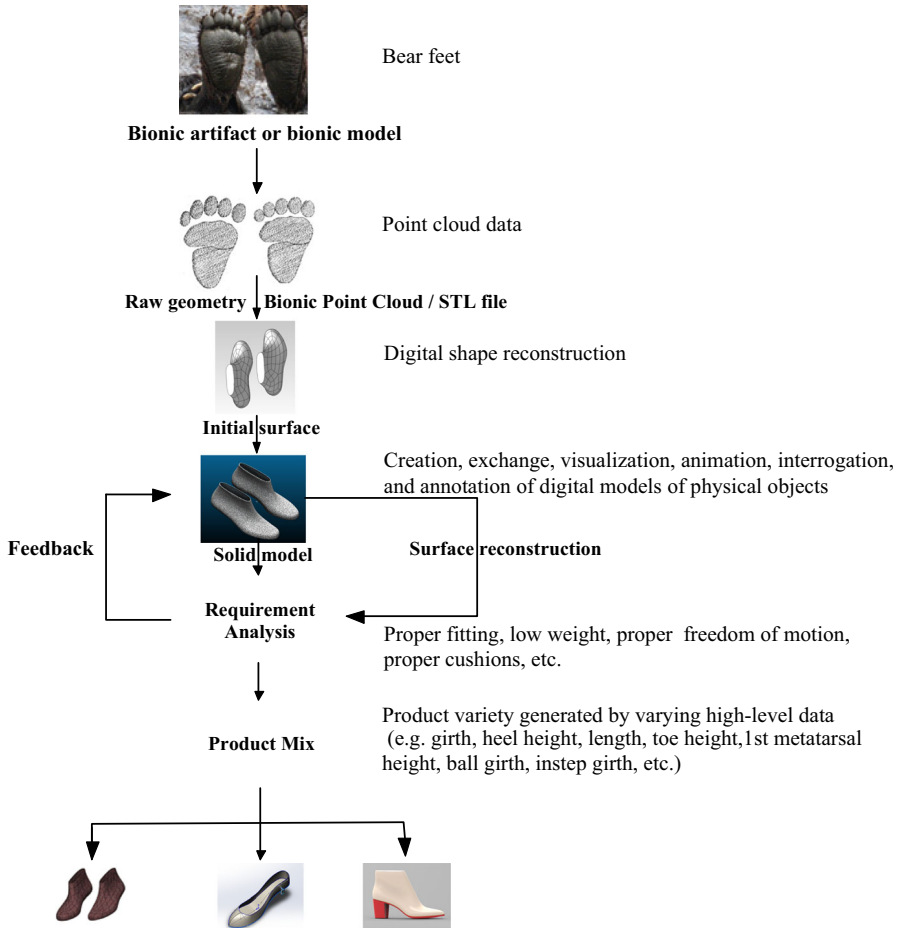 Bear feet
Bionic artifact or bionic model
Point cloud data
Raw geometry Bionic Point Cloud / STL file
Digital shape reconstruction
Initial surface
Creation, exchange, visualization, animation, interrogation,
and annotation of digital models of physical objects
Feedback
Solid model
Surface reconstruction
Requirement
Analysis
Proper fitting, low weight, proper freedom of motion,
proper cushions, etc.
Product Mix
Product variety generated by varying high-level data
(e.g. girth, heel height, length, toe height,1st metatarsal
height, ball girth, instep girth, etc.)